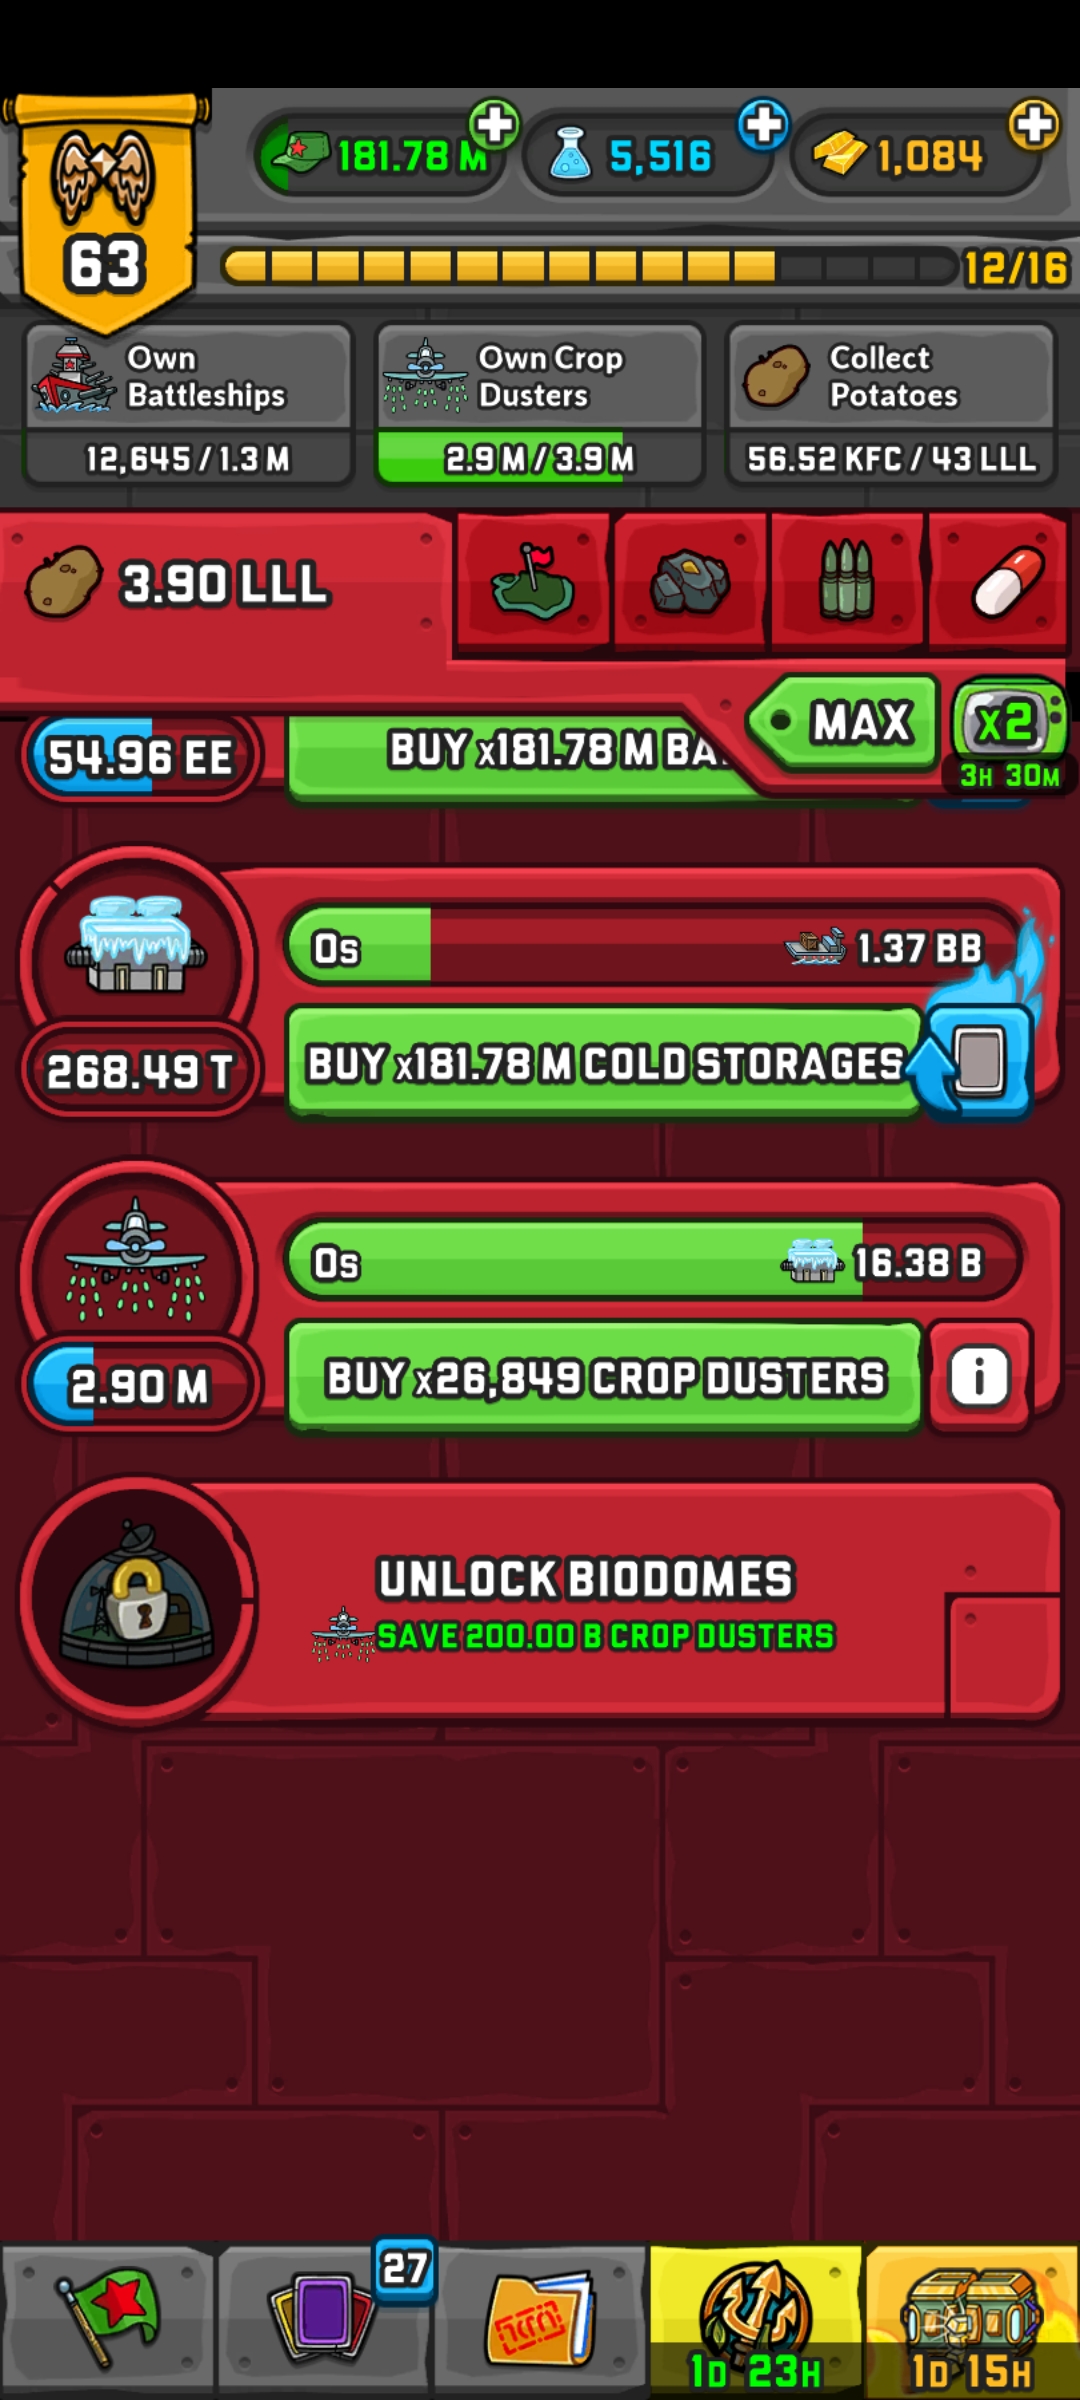 181.78 M
5,516
1,084
63
12/16
Own
Battleships
12,645 / 1.3 M
Own Crop
Dusters
2.9 M / 3.9 M
Collect
Potatoes
56.52 KFC / 43 LLL
3.90 LLL
MAX
x2
3H 30M
54.96 EE
BUY x181.78 M BA
0s
1.37 BB
268.49 T
BUY x181.78 M COLD STORAGES
0s
16.38 B
2.90 M
BUY x26,849 CROP DUSTERS
i
UNLOCK BIODOMES
SAVE 200.00 B CROP DUSTERS
27
1D 23H
1D 15H